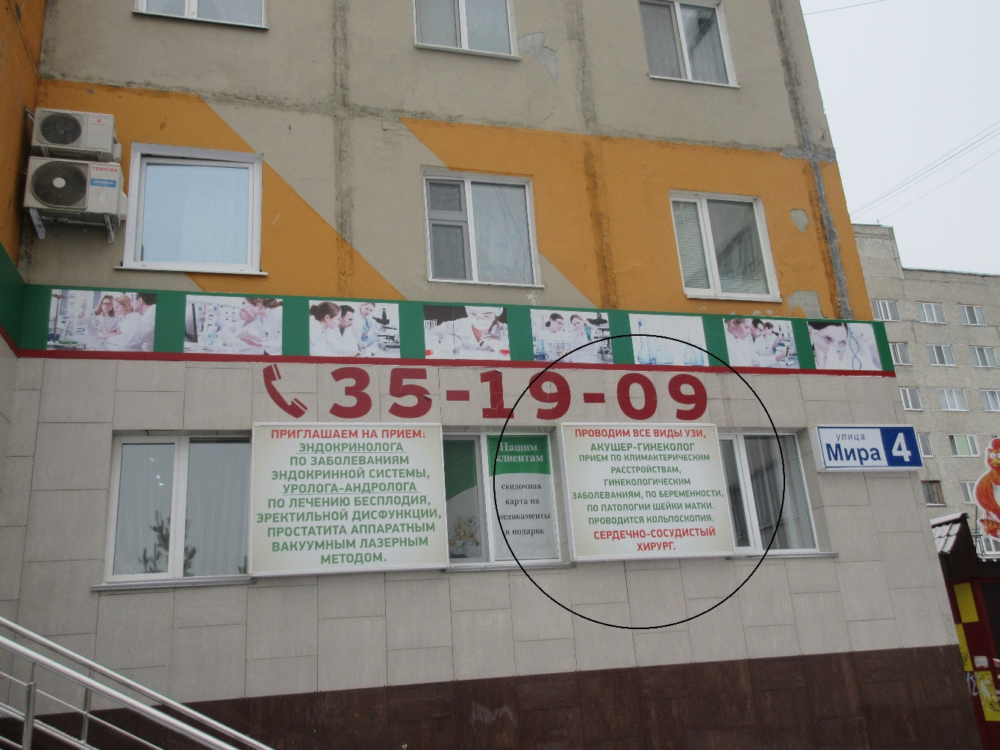 TOSHIBA
35-19-09
ПРИГЛАШАЕМ НА ПРИЕМ:
ЭНДОКРИНОЛОГА
ПО ЗАБОЛЕВАНИЯМ
ЭНДОКРИННОЙ СИСТЕМЫ,
УРОЛОГА-АНДРОЛОГА
ПО ЛЕЧЕНИЮ БЕСПЛОДИЯ,
ЭРЕКТИЛЬНОЙ ДИСФУНКЦИИ,
ПРОСТАТИТА АППАРАТНЫМ
ВАКУУМНЫМ ЛАЗЕРНЫМ
МЕТОДОМ.
Нашим
клиентам
скидочная
карта на
медикаменты
в подарок
ПРОВОДИМ ВСЕ ВИДЫ УЗИ,
АКУШЕР-ГИНЕКОЛОГ
ПРИЕМ ПО КЛИМАКТЕРИЧЕСКИМ
РАССТРОЙСТВАМ,
ГИНЕКОЛОГИЧЕСКИМ
ЗАБОЛЕВАНИЯМ, ПО БЕРЕМЕННОСТИ,
ПО ПАТОЛОГИИ ШЕЙКИ МАТКИ.
ПРОВОДИТСЯ КОЛЬПОСКОПИЯ.
СЕРДЕЧНО-СОСУДИСТЫЙ
ХИРУРГ.
улица
Мира 4